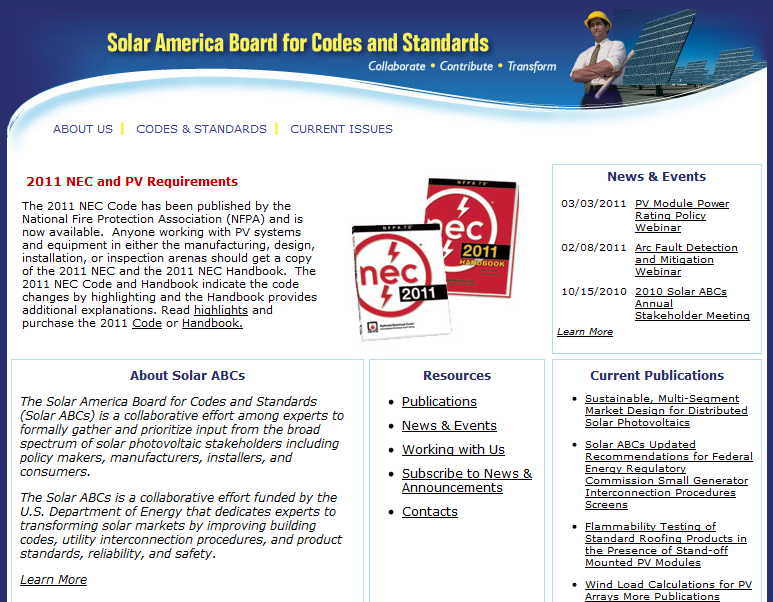 Solar America Board for Codes and Standards
Collaborate • Contribute • Transform
ABOUT US | CODES & STANDARDS | CURRENT ISSUES
2011 NEC and PV Requirements
The 2011 NEC Code has been published by the
National Fire Protection Association (NFPA) and is
now available.  Anyone working with PV systems
and equipment in either the manufacturing, design,
installation, or inspection arenas should get a copy
of the 2011 NEC and the 2011 NEC Handbook.  The
2011 NEC Code and Handbook indicate the code
changes by highlighting and the Handbook provides
additional explanations. Read highlights and
purchase the 2011 Code or Handbook.
NFPA 70
nec
2011
HANDBOOK
NFPA 70
nec
2011
News & Events
03/03/2011 PV Module Power
Rating Policy
Webinar
02/08/2011 Arc Fault Detection
and Mitigation
Webinar
10/15/2010 2010 Solar ABCs
Annual
Stakeholder Meeting
Learn More
About Solar ABCs
The Solar America Board for Codes and Standards
(Solar ABCs) is a collaborative effort among experts to
formally gather and prioritize input from the broad
spectrum of solar photovoltaic stakeholders including
policy makers, manufacturers, installers, and
consumers.
The Solar ABCs is a collaborative effort funded by the
U.S. Department of Energy that dedicates experts to
transforming solar markets by improving building
codes, utility interconnection procedures, and product
standards, reliability, and safety.
Learn More
Resources
• Publications
• News & Events
• Working with Us
• Subscribe to News &
Announcements
• Contacts
Current Publications
• Sustainable, Multi-Segment
Market Design for Distributed
Solar Photovoltaics
• Solar ABCs Updated
Recommendations for Federal
Energy Regulatory
Commission Small Generator
Interconnection Procedures
Screens
• Flammability Testing of
Standard Roofing Products in
the Presence of Stand-off
Mounted PV Modules
• Wind Load Calculations for PV
Arrays More Publications